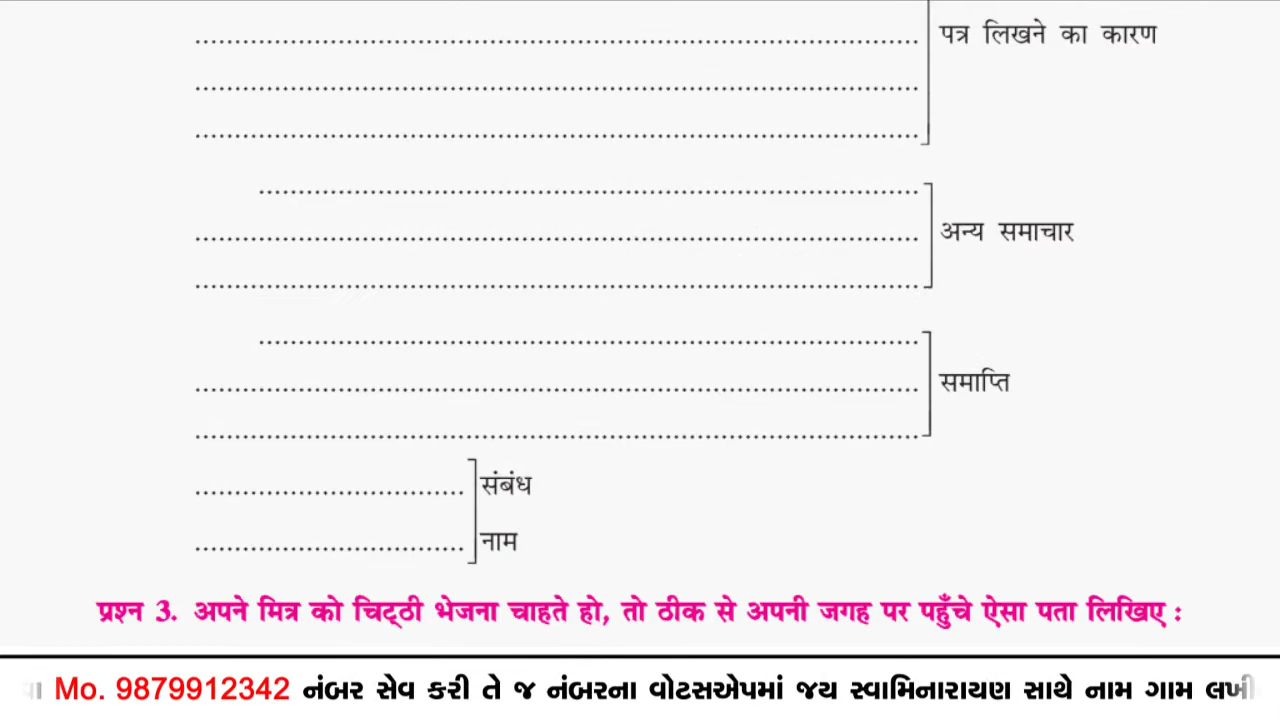 पत्र लिखने का कारण
अन्य समाचार
समाप्ति
संबंध
नाम
प्रश्न 3. अपने मित्र को चिट्ठी भेजना चाहते हो, तो ठीक से अपनी जगह पर पहुँचे ऐसा पता लिखिए :
Mo. 9879912342 નંબર સેવ કરી તે જ નંબરના વોટસએપમાં જય સ્વામિનારાયણ સાથે નામ ગામ લખી